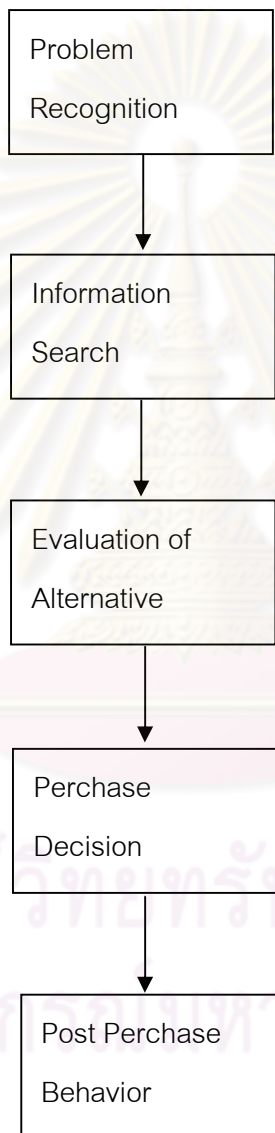 Problem
Recognition
Information
Search
Evaluation of
Alternative
Perchase
Decision
Post Perchase
Behavior